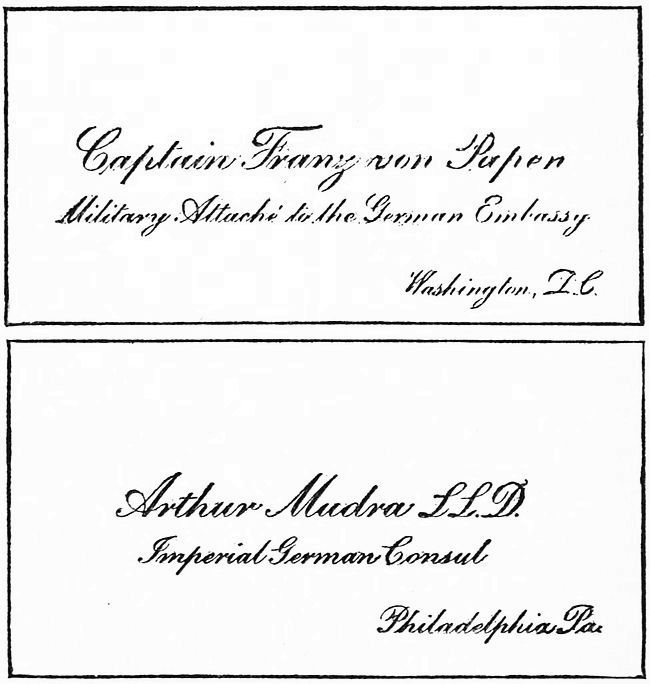 Captain Franz von Papen
Military Attaché to the German Embassy
Washington, D.C.
Arthur Mudra LL.D.
Imperial German Consul
Philadelphia Pa.